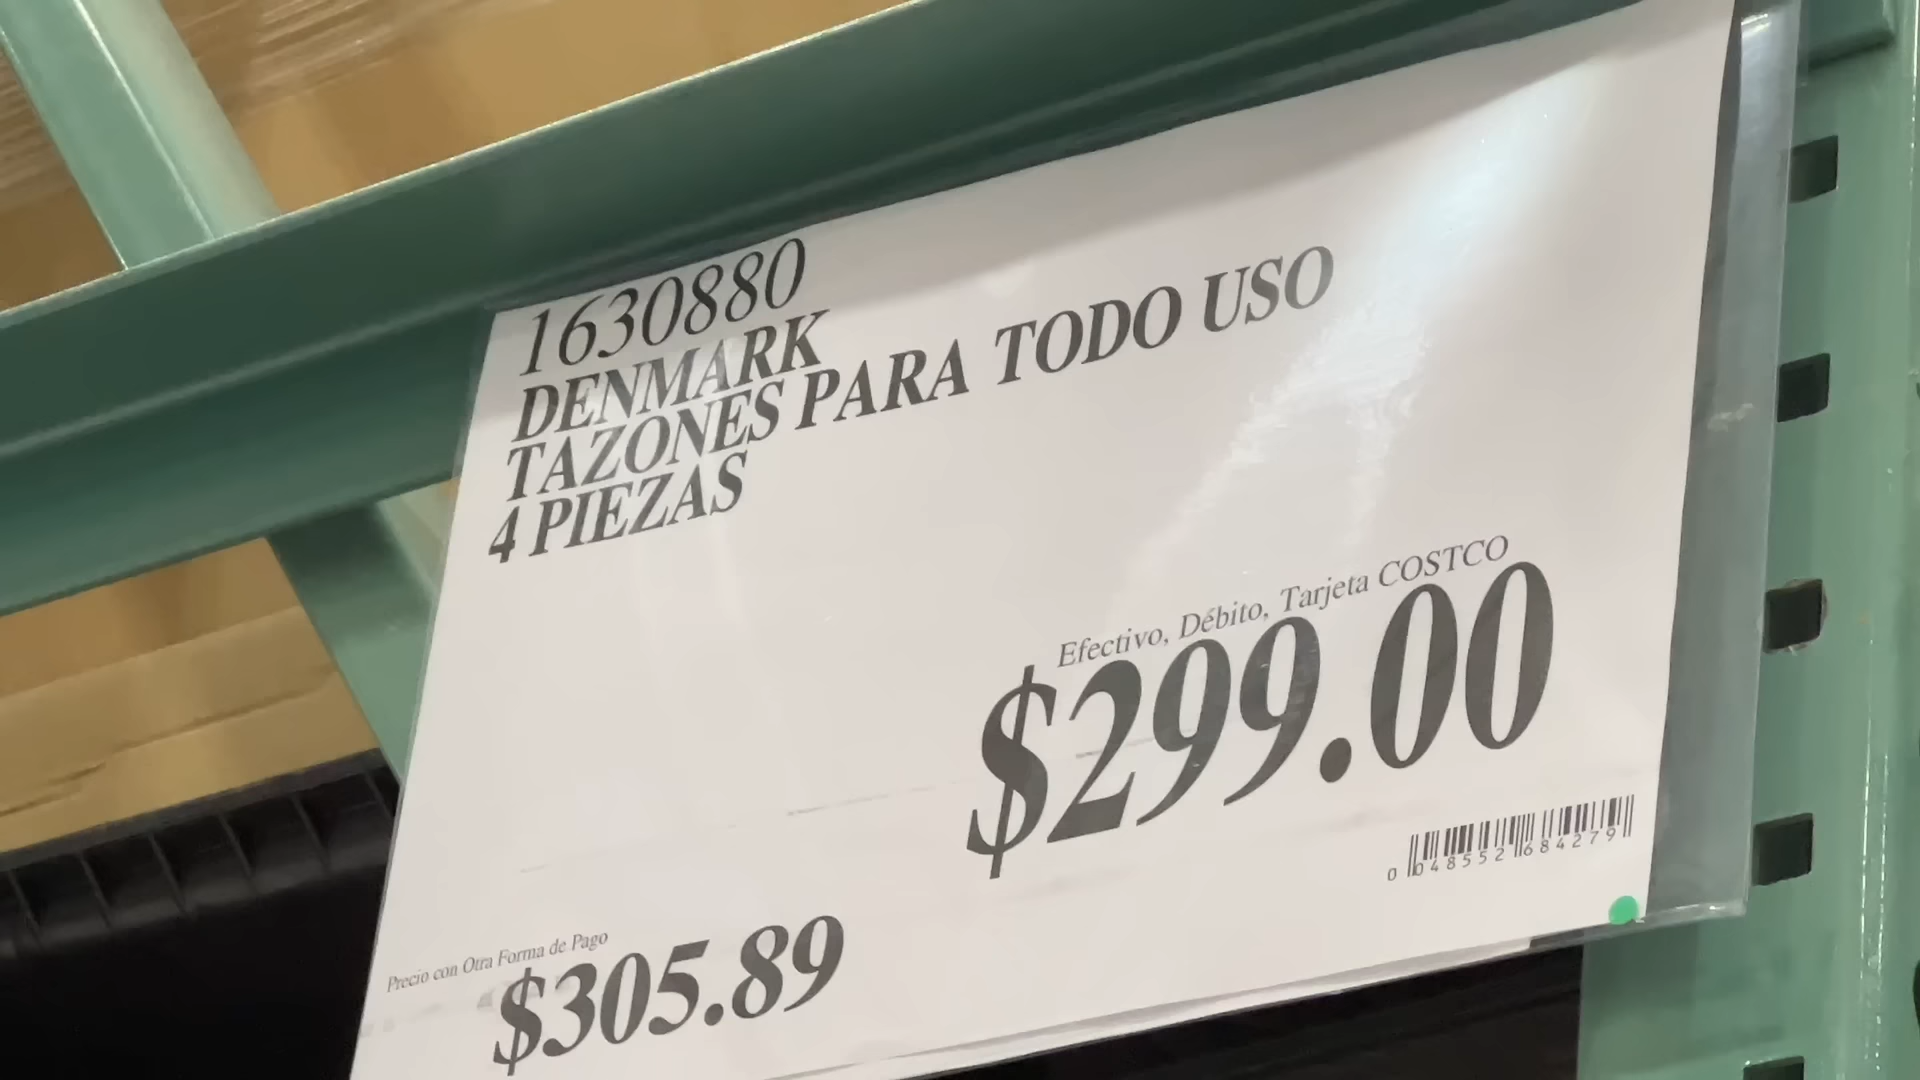 1630880
DENMARK
TAZONES PARA TODO USO
4 PIEZAS
Efectivo, Débito, Tarjeta COSTCO
$299.00
0 048552 684279
Precio con Otra Forma de Pago
$305.89